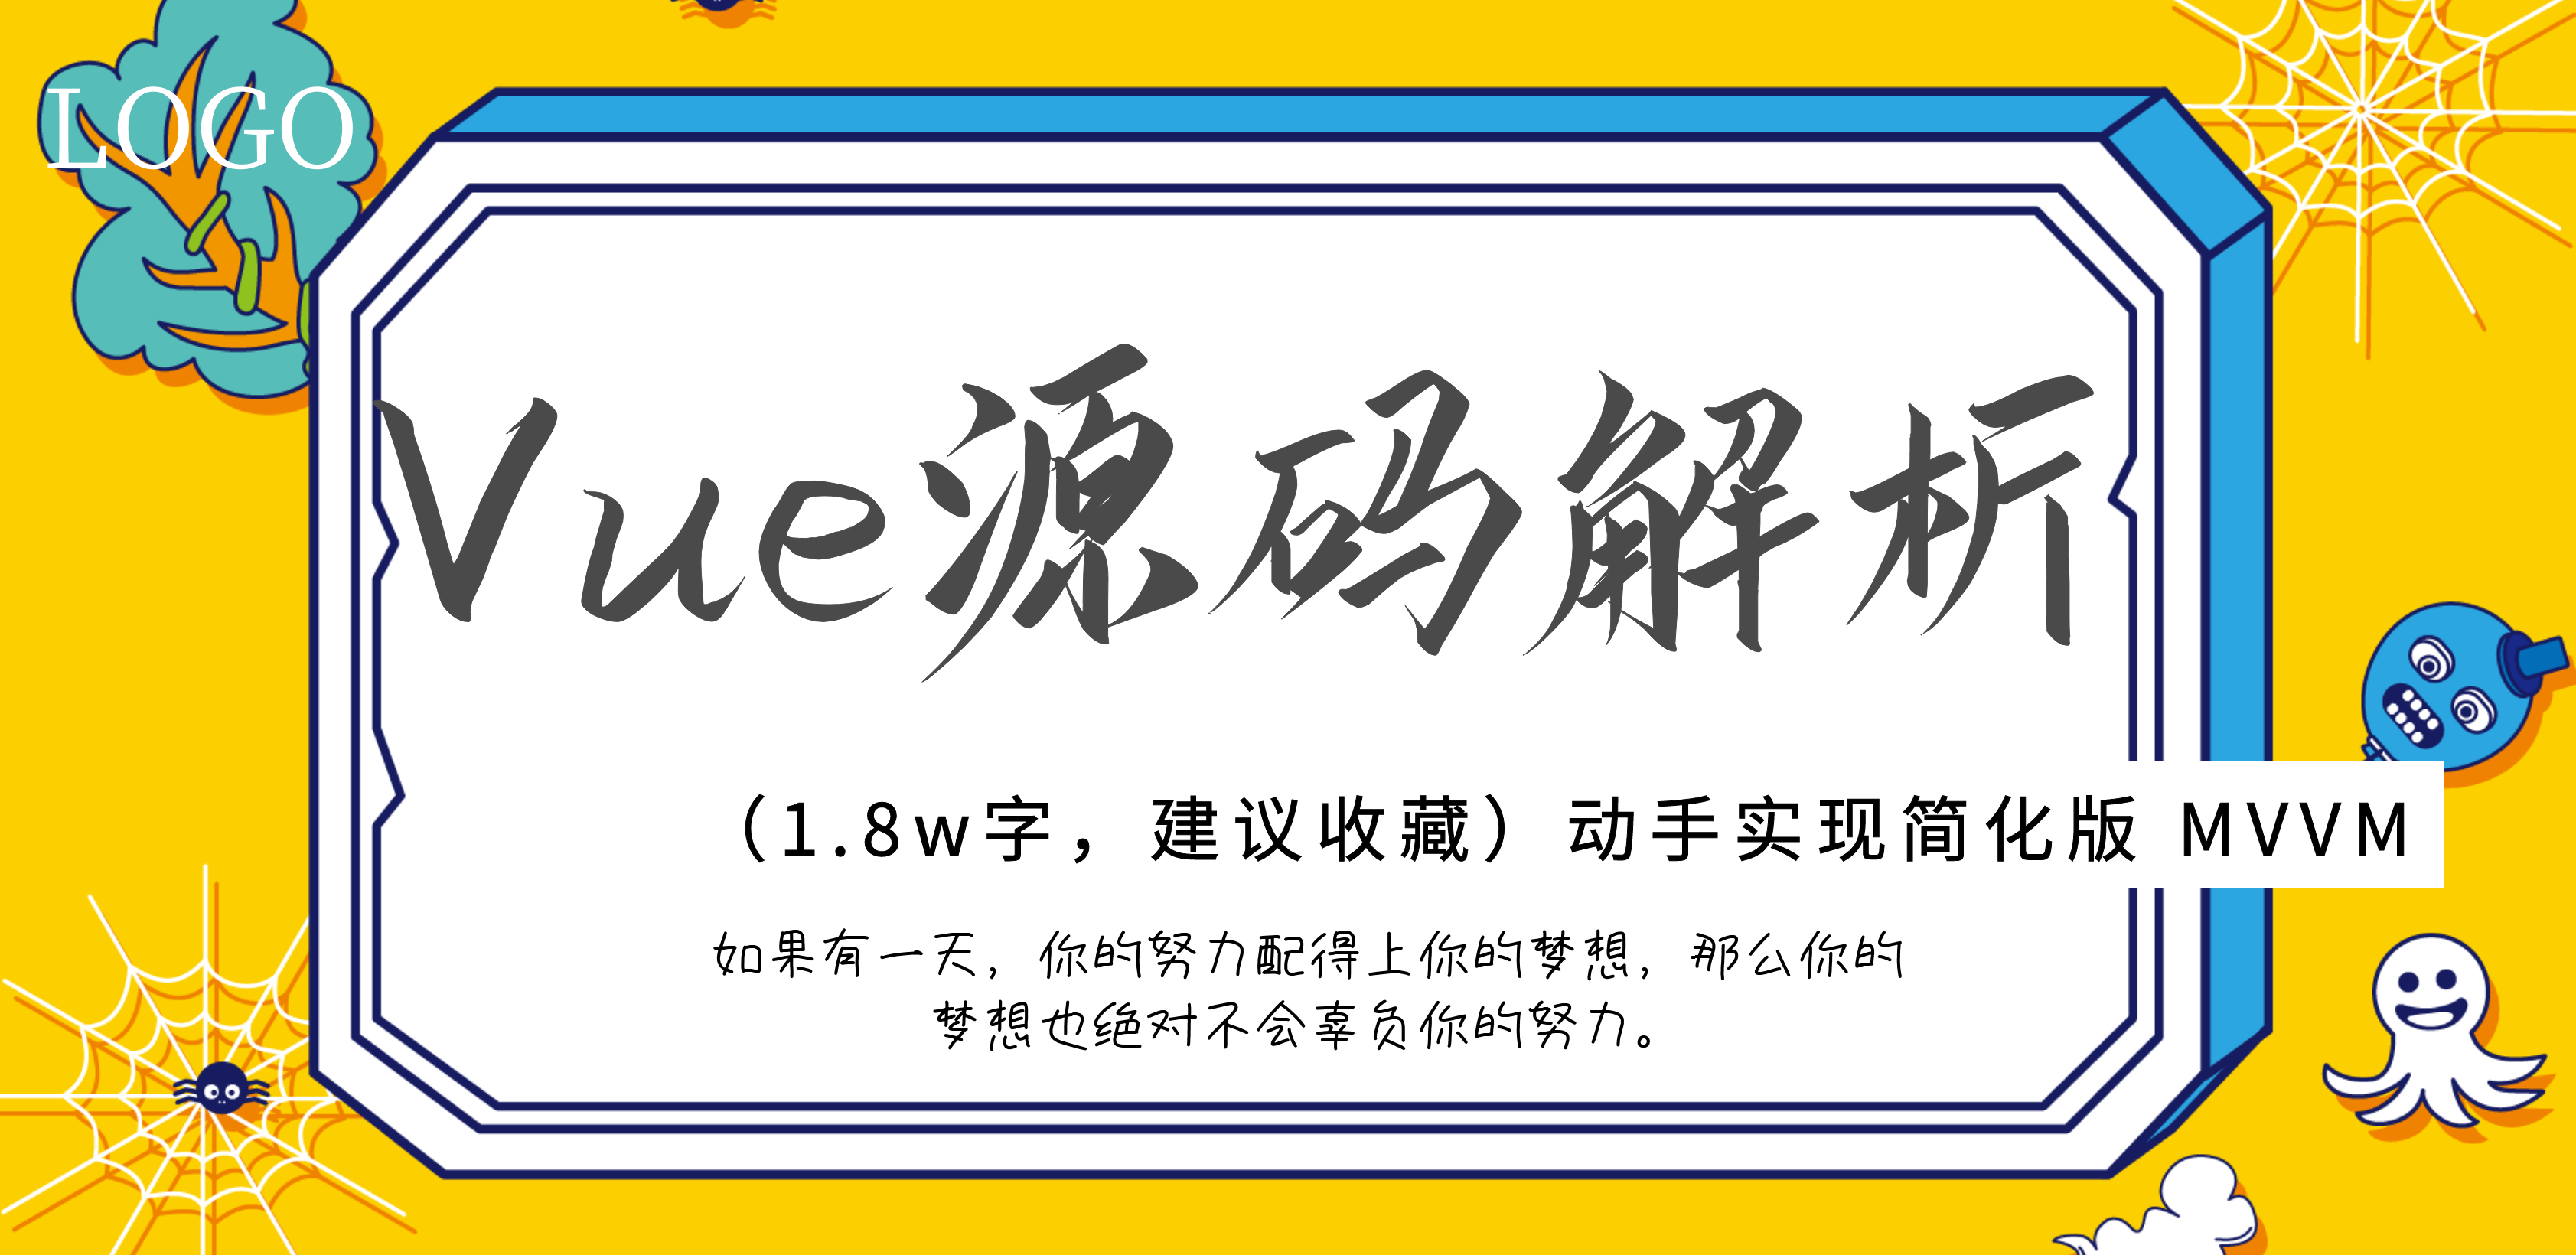 LOGO
Vue源码解析
（1.8w字，建议收藏）动手实现简化版 MVVM
如果有一天，你的努力配得上你的梦想，那么你的
梦想也绝对不会辜负你的努力。